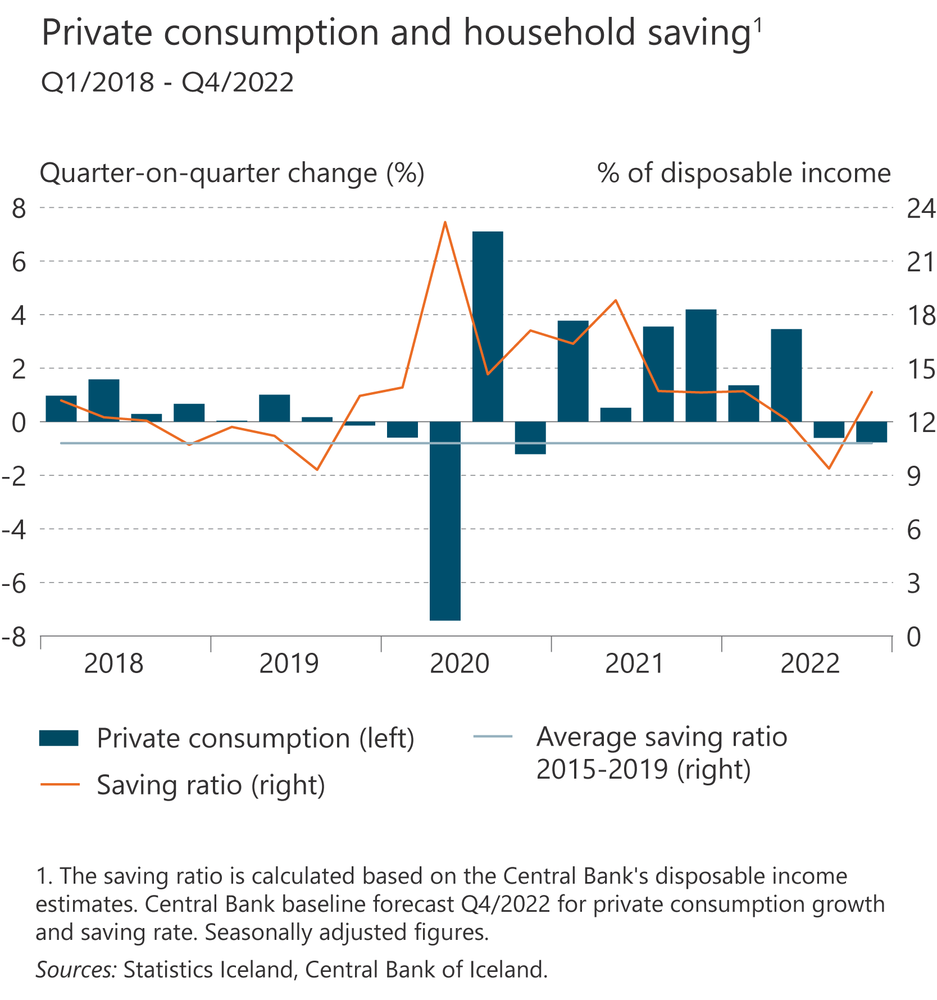 Private consumption and household saving¹
Q1/2018 - Q4/2022
Quarter-on-quarter change (%)
% of disposable income
8
6
4
2
0
-2
-4
-6
-8
24
21
18
15
12
9
6
3
0
2018 2019 2020 2021 2022
Private consumption (left)
Saving ratio (right)
Average saving ratio
2015-2019 (right)
1. The saving ratio is calculated based on the Central Bank's disposable income
estimates. Central Bank baseline forecast Q4/2022 for private consumption growth
and saving rate. Seasonally adjusted figures.
Sources: Statistics Iceland, Central Bank of Iceland.